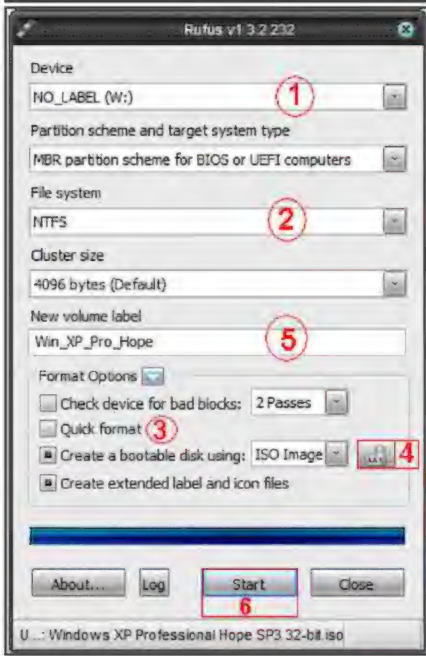 Rufus v1.3.2.232
Device
NO_LABEL (W:)
1
Partition scheme and target system type
MBR partition scheme for BIOS or UEFI computers
File system
NTFS
2
Cluster size
4096 bytes (Default)
New volume label
Win_XP_Pro_Hope
5
Format Options
Check device for bad blocks: 2 Passes
Quick format 3
Create a bootable disk using: ISO Image 4
Create extended label and icon files
About... Log Start Close
6
U...: Windows XP Professional Hope SP3 32-bit.iso